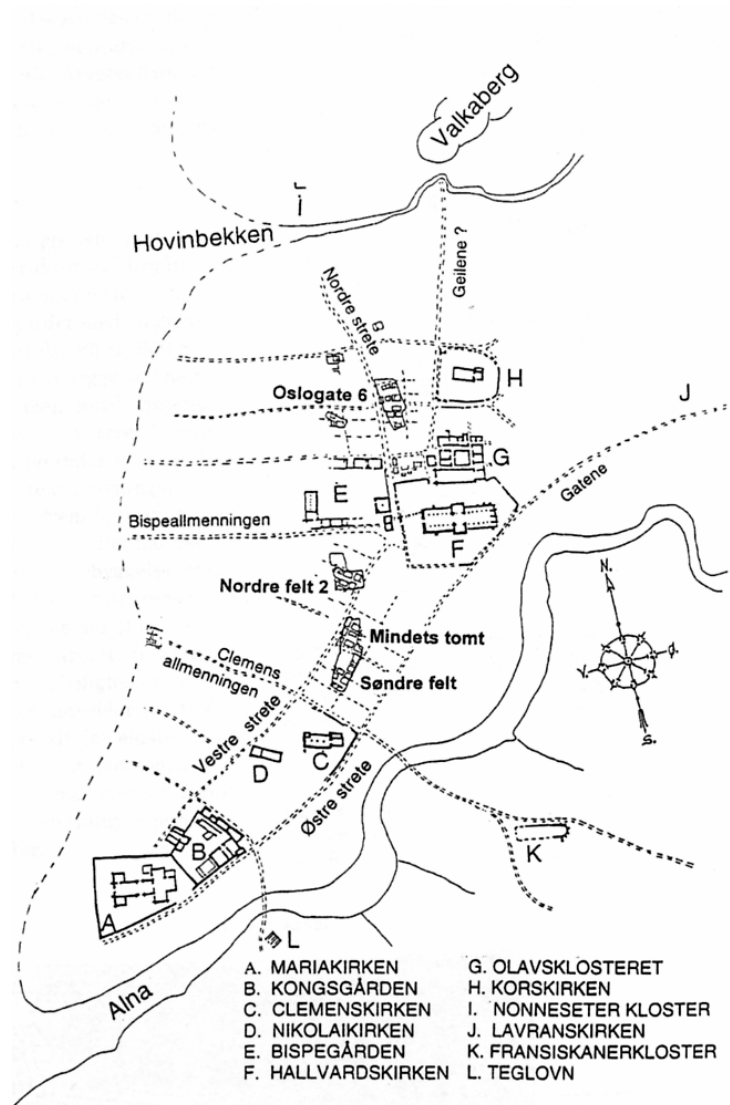 Valkaberg
I
Hovinbekken
Geilene ?
Nordre strete
G
H
Oslogate 6
J
G
Gatene
E
Bispeallmenningen
F
N.
Nordre felt 2
Mindets tomt
Ø.
V.
Clemens
allmenningen
Søndre felt
S.
Vestre strete
D
C
Østre strete
B
K
A
L
Alna
A. MARIAKIRKEN
B. KONGSGÅRDEN
C. CLEMENSKIRKEN
D. NIKOLAIKIRKEN
E. BISPEGÅRDEN
F. HALLVARDSKIRKEN
G. OLAVSKLOSTERET
H. KORSKIRKEN
I. NONNESETER KLOSTER
J. LAVRANSKIRKEN
K. FRANSISKANERKLOSTER
L. TEGLOVN